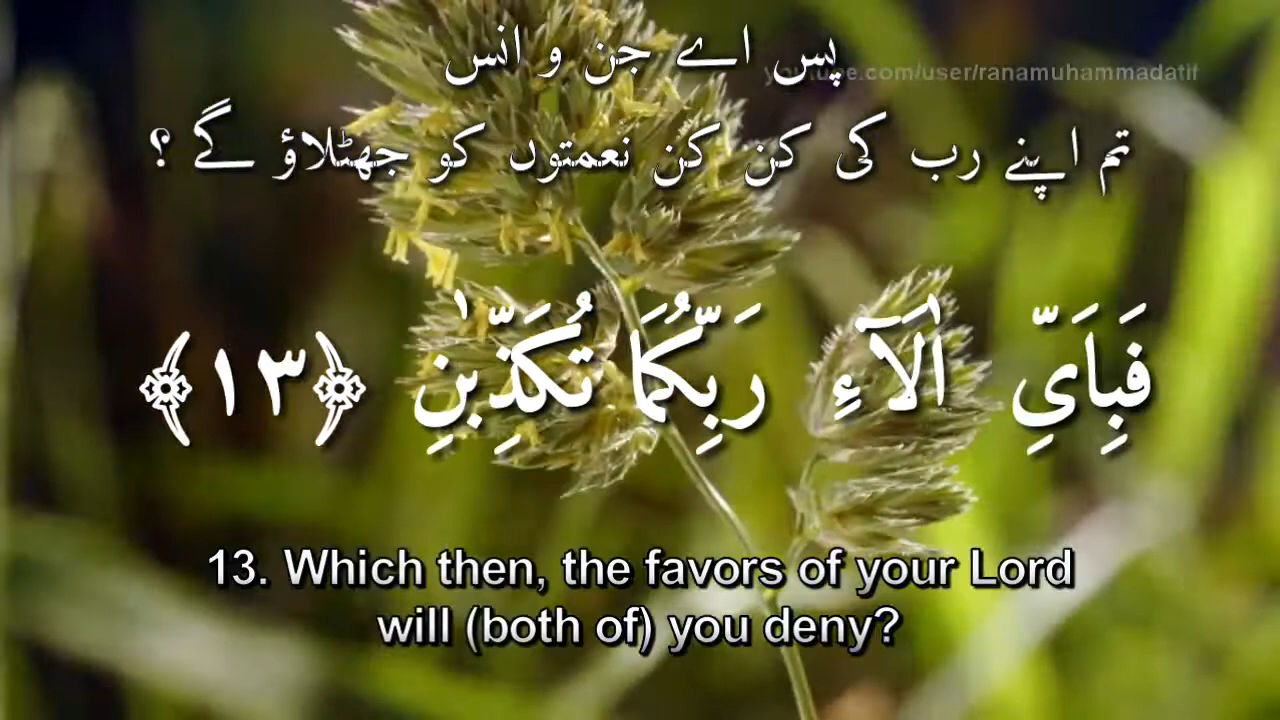 پس اے جن و انس
youtube.com/user/ranamuhammadatif
تم اپنے رب کی کن کن نعمتوں کو جھٹلاؤ گے ؟
فَبِاَىِّ اٰلَآءِ رَبِّكُمَا تُكَذِّبٰنِ ﴿۱۳﴾
13. Which then, the favors of your Lord
will (both of) you deny?